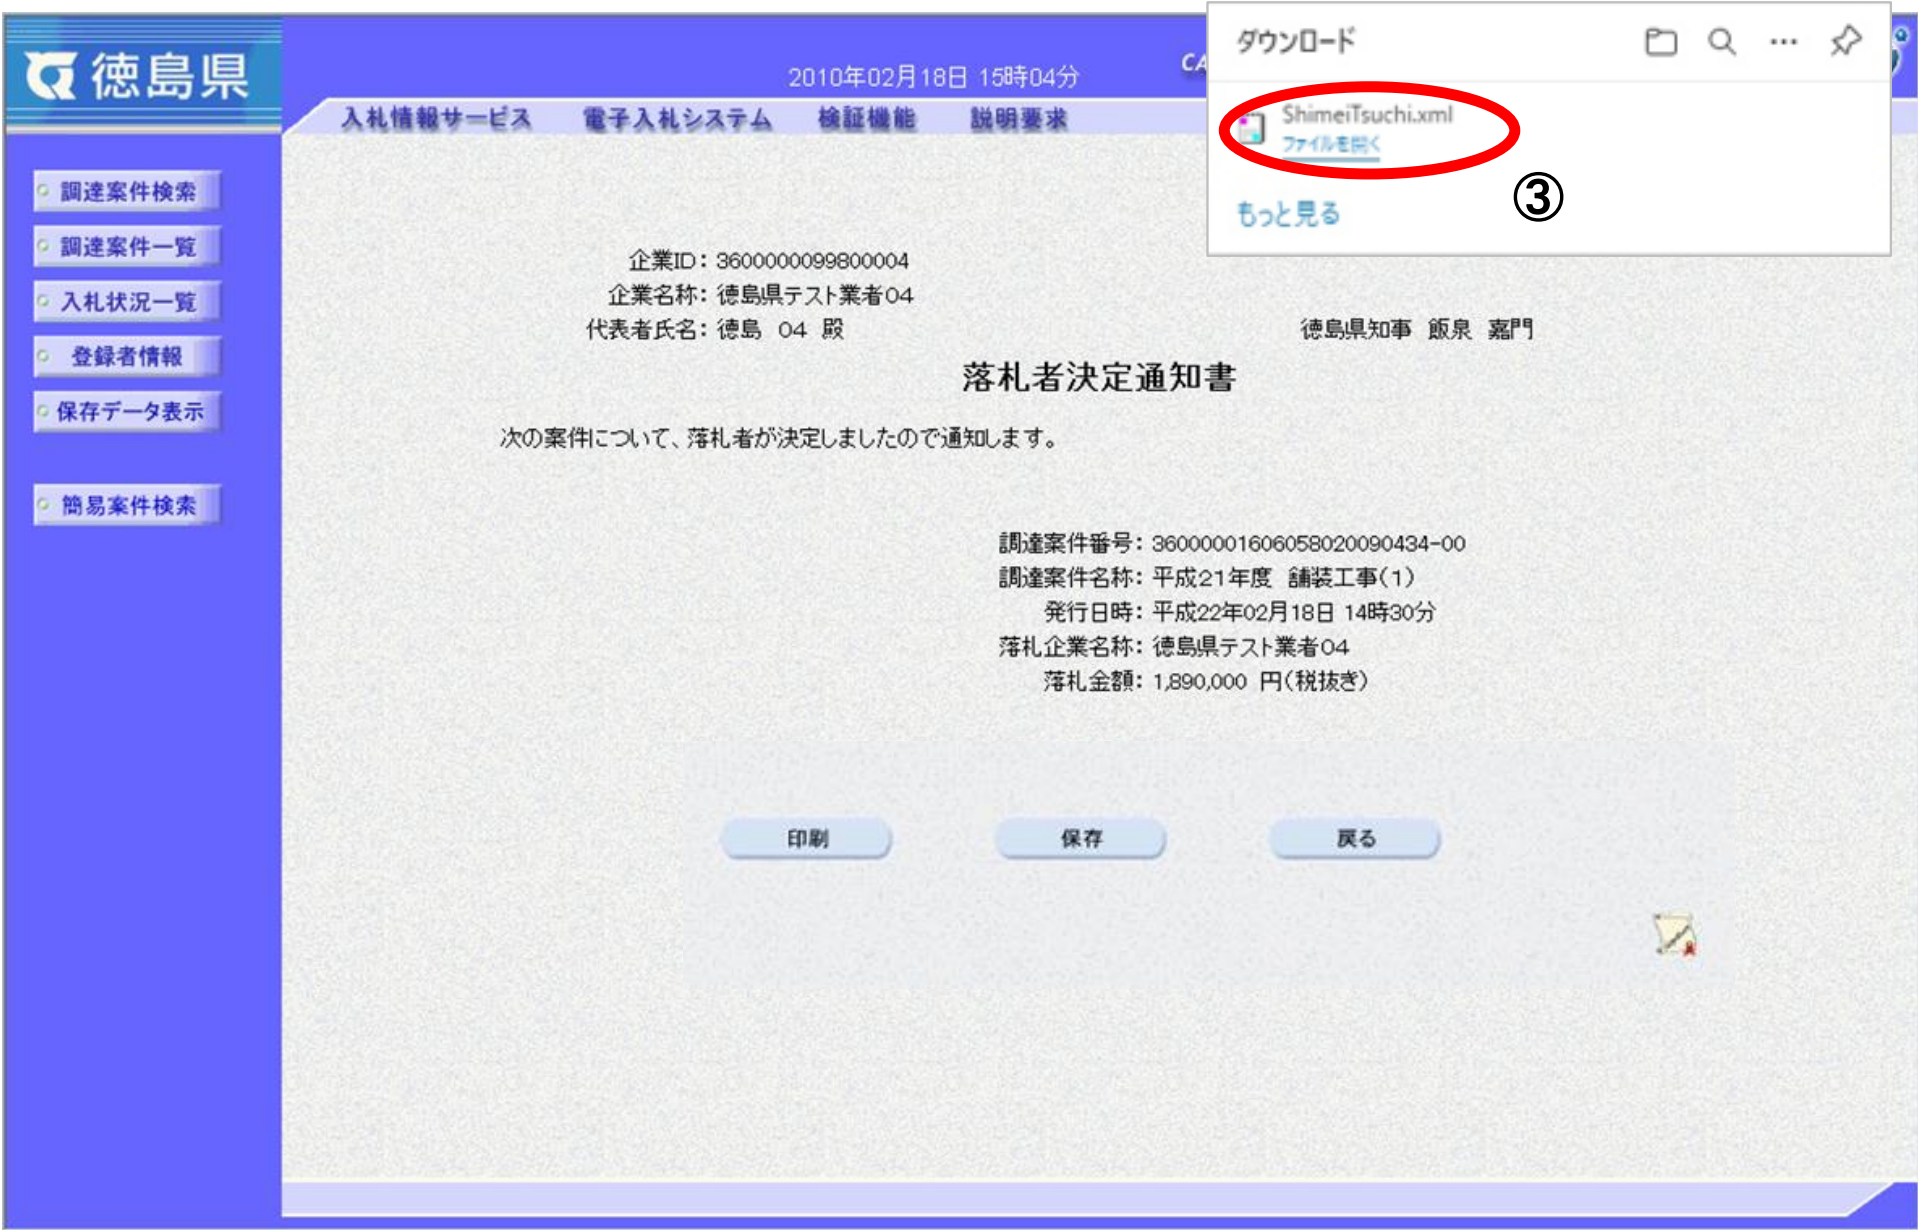 徳島県
2010年02月18日 15時04分
CA
入札情報サービス 電子入札システム 検証機能 説明要求
ダウンロード
ShimeiTsuchi.xml
ファイルを開く
もっと見る
③
調達案件検索
調達案件一覧
入札状況一覧
登録者情報
保存データ表示
簡易案件検索
企業ID: 3600000099800004
企業名称: 徳島県テスト業者04
代表者氏名: 徳島 04 殿
徳島県知事 飯泉 嘉門
落札者決定通知書
次の案件について、落札者が決定しましたので通知します。
調達案件番号: 36000001606058020090434-00
調達案件名称: 平成21年度 舗装工事(1)
発行日時: 平成22年02月18日 14時30分
落札企業名称: 徳島県テスト業者04
落札金額: 1,890,000 円(税抜き)
印刷 保存 戻る